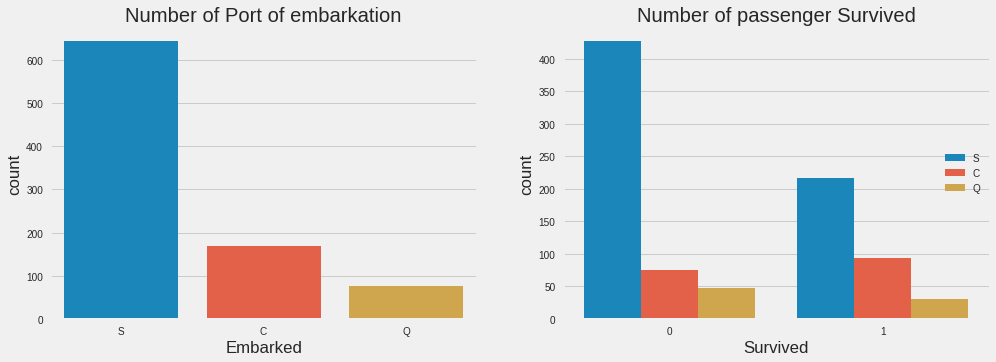 Number of Port of embarkation
600
500
400
300
200
100
0
count
S C Q
Embarked
Number of passenger Survived
400
350
300
250
200
150
100
50
0
count
0 1
Survived
S
C
Q